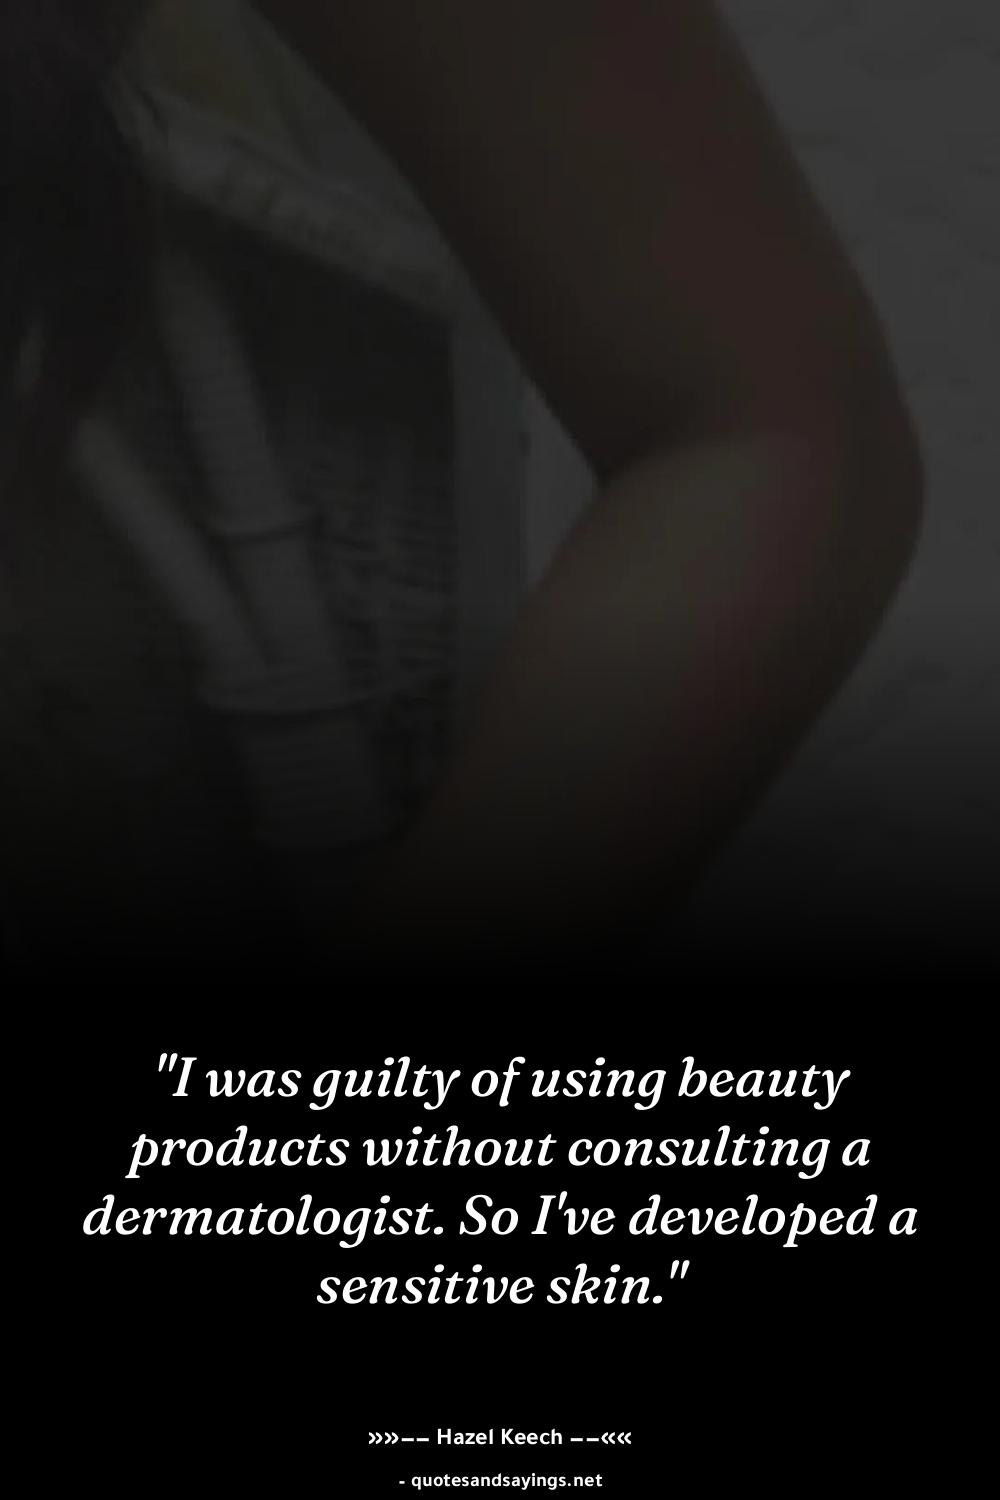 "I was guilty of using beauty
products without consulting a
dermatologist. So I've developed a
sensitive skin."
»»–– Hazel Keech ––««
- quotesandsayings.net